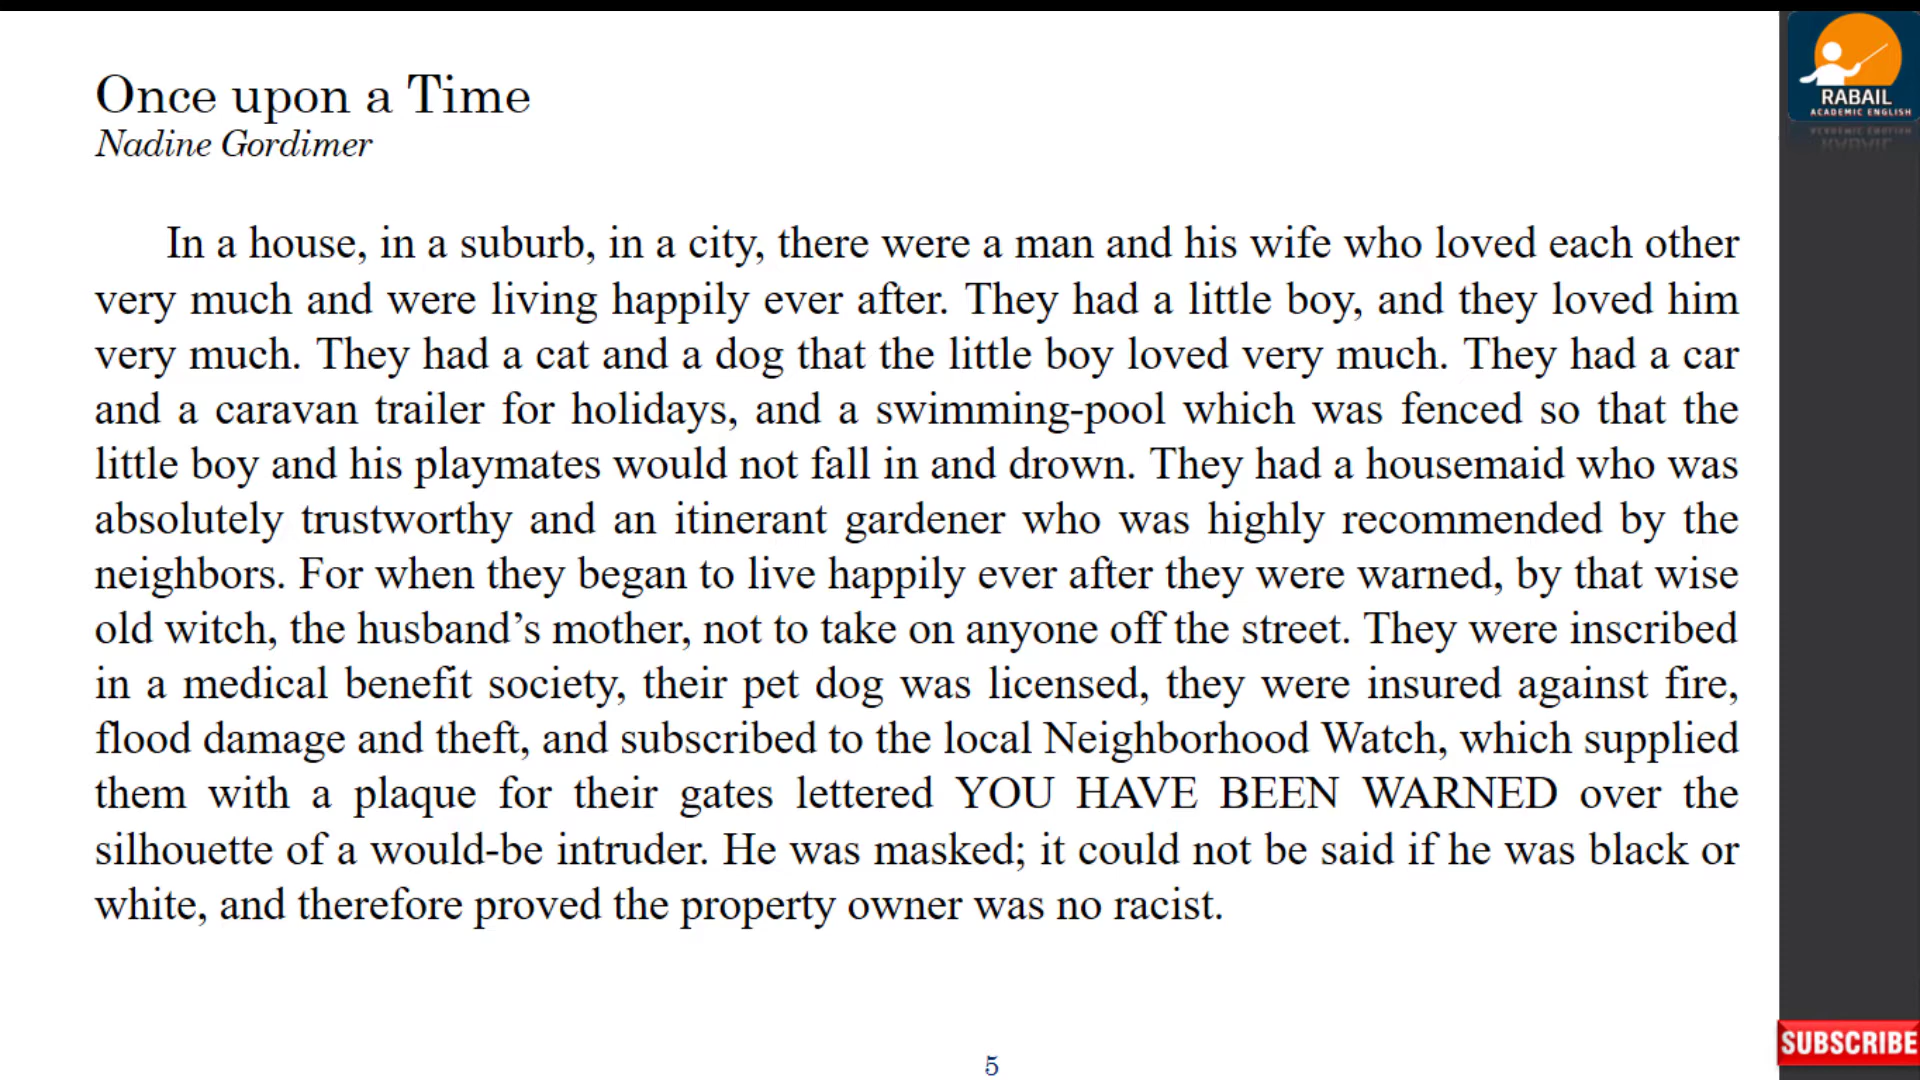 Once upon a Time
Nadine Gordimer
In a house, in a suburb, in a city, there were a man and his wife who loved each other
very much and were living happily ever after. They had a little boy, and they loved him
very much. They had a cat and a dog that the little boy loved very much. They had a car
and a caravan trailer for holidays, and a swimming-pool which was fenced so that the
little boy and his playmates would not fall in and drown. They had a housemaid who was
absolutely trustworthy and an itinerant gardener who was highly recommended by the
neighbors. For when they began to live happily ever after they were warned, by that wise
old witch, the husband’s mother, not to take on anyone off the street. They were inscribed
in a medical benefit society, their pet dog was licensed, they were insured against fire,
flood damage and theft, and subscribed to the local Neighborhood Watch, which supplied
them with a plaque for their gates lettered YOU HAVE BEEN WARNED over the
silhouette of a would-be intruder. He was masked; it could not be said if he was black or
white, and therefore proved the property owner was no racist.
5
RABAIL
ACADEMIC ENGLISH
SUBSCRIBE